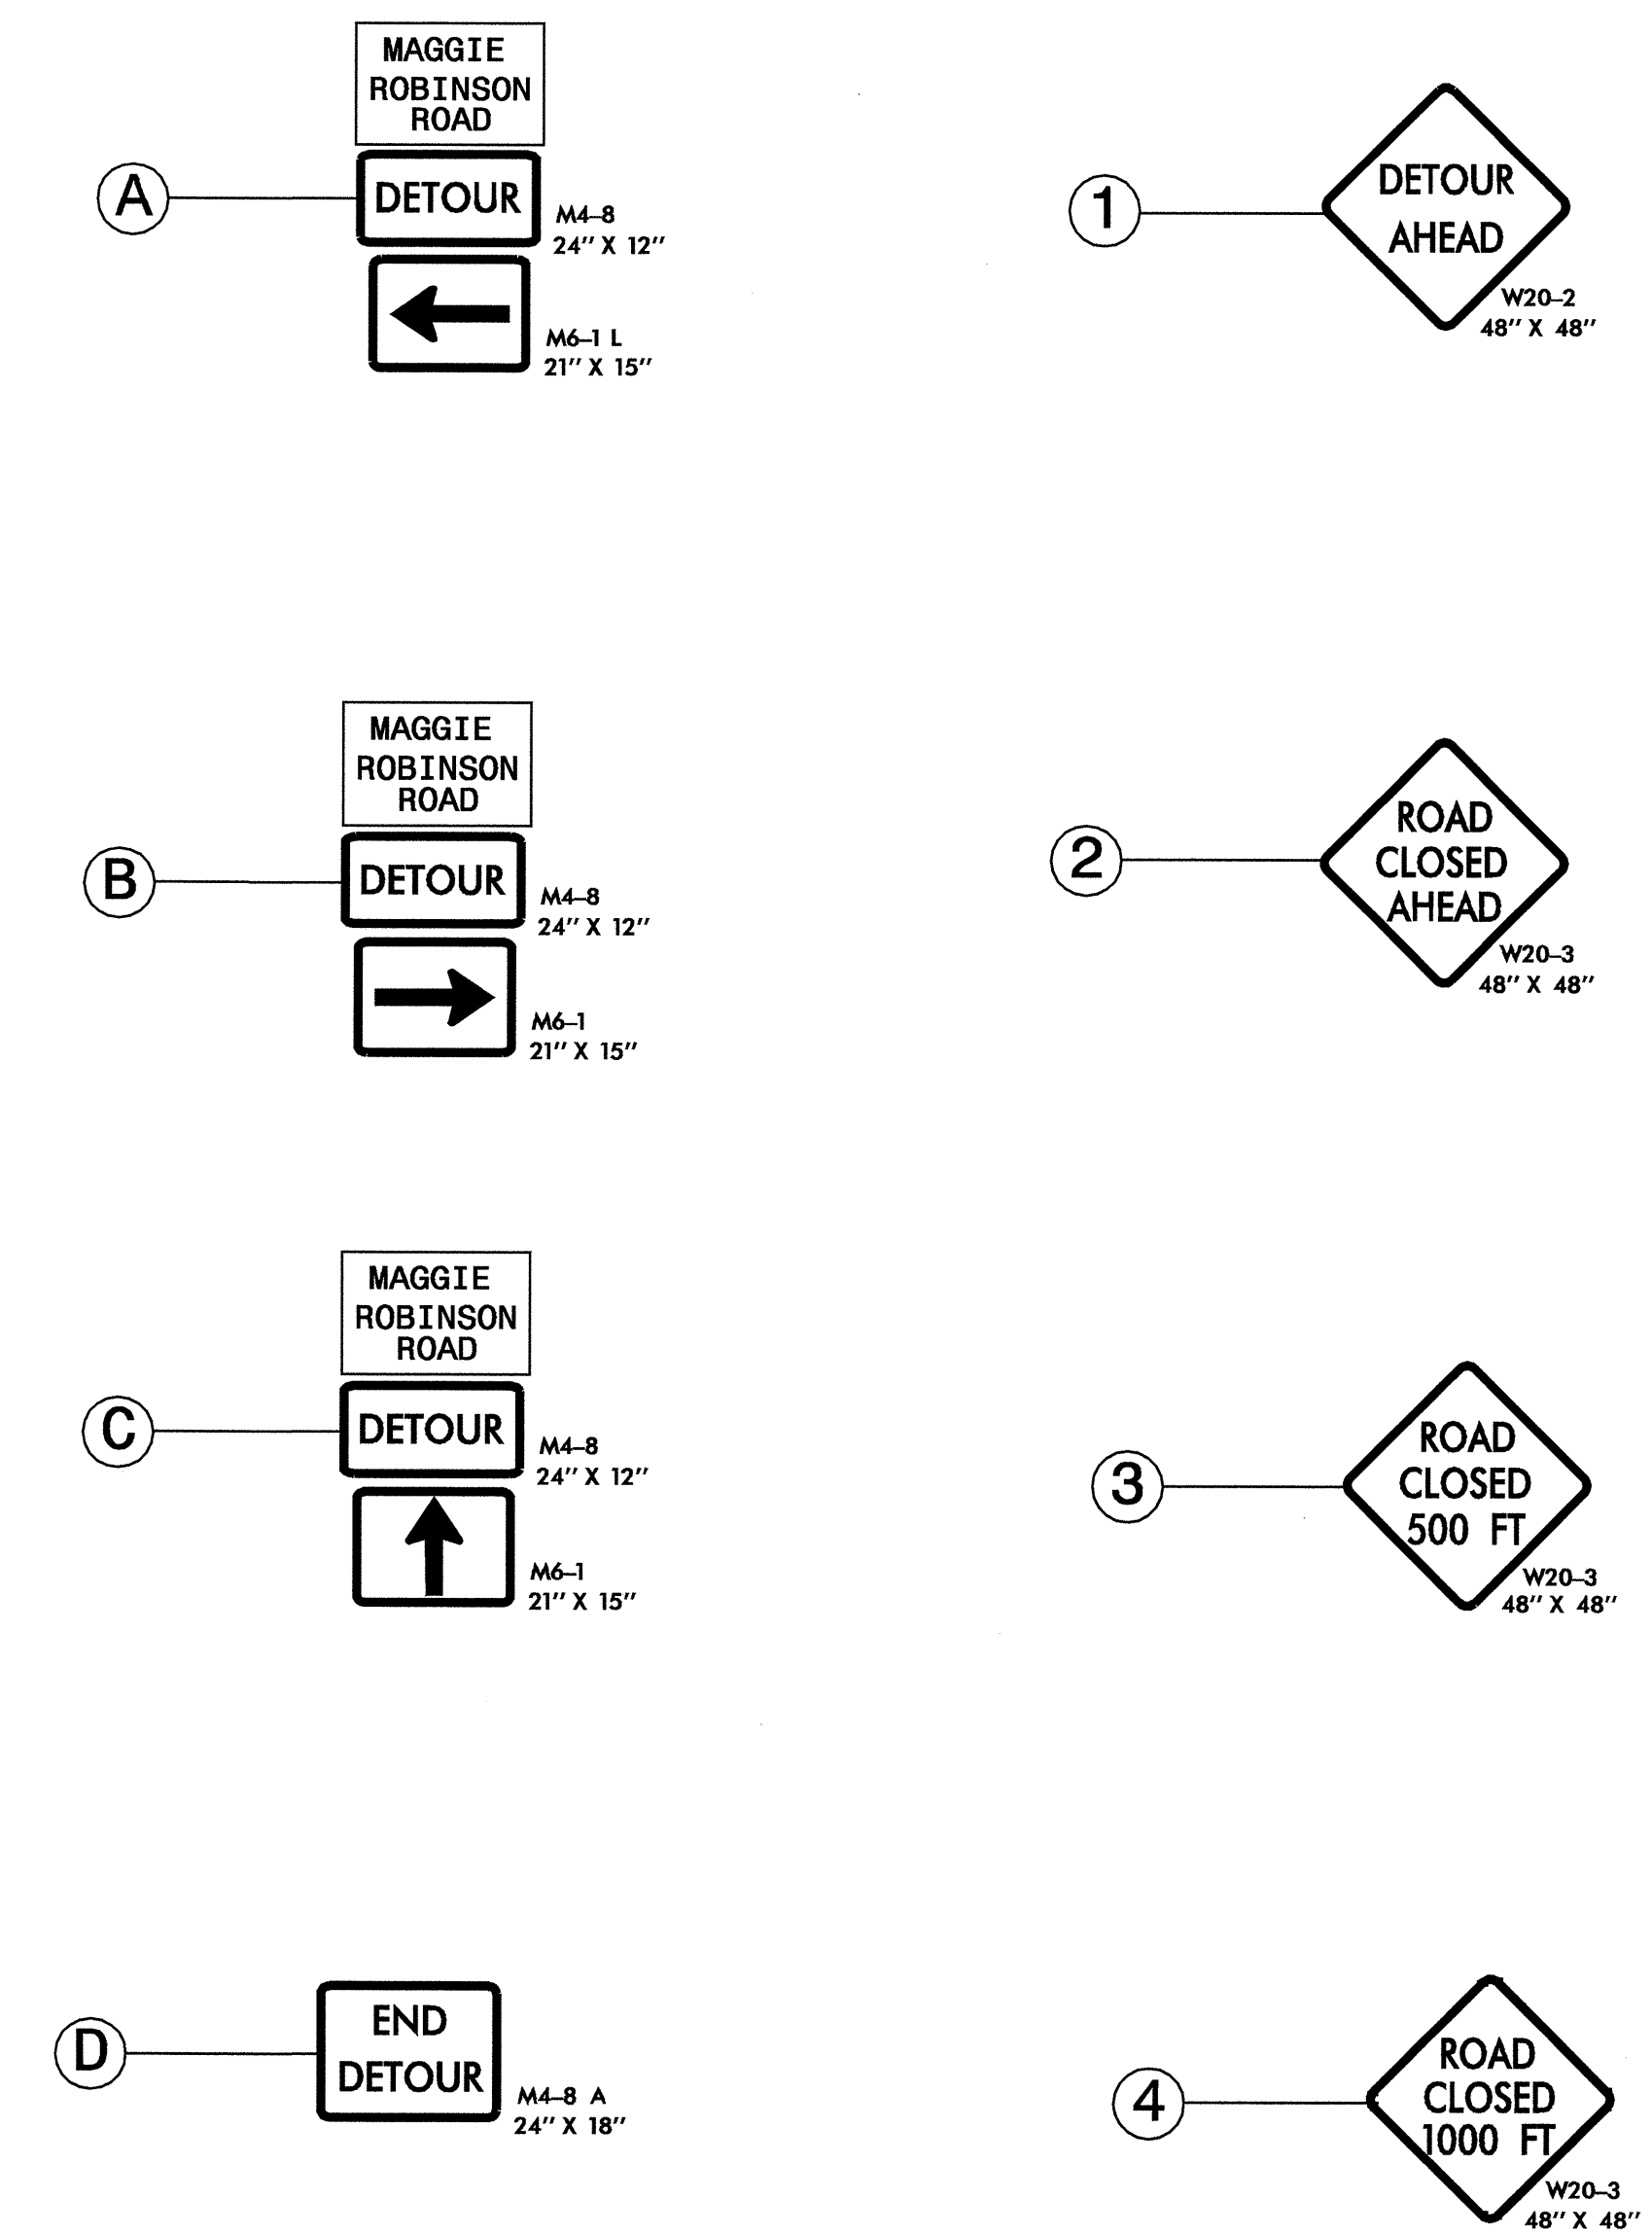 MAGGIE
ROBINSON
ROAD
A
DETOUR
M4–8
24" X 12"
M6–1 L
21" X 15"
1
DETOUR
AHEAD
W20–2
48" X 48"
MAGGIE
ROBINSON
ROAD
B
DETOUR
M4–8
24" X 12"
M6–1
21" X 15"
2
ROAD
CLOSED
AHEAD
W20–3
48" X 48"
MAGGIE
ROBINSON
ROAD
C
DETOUR
M4–8
24" X 12"
M6–1
21" X 15"
3
ROAD
CLOSED
500 FT
W20–3
48" X 48"
D
END
DETOUR
M4–8 A
24" X 18"
4
ROAD
CLOSED
1000 FT
W20–3
48" X 48"